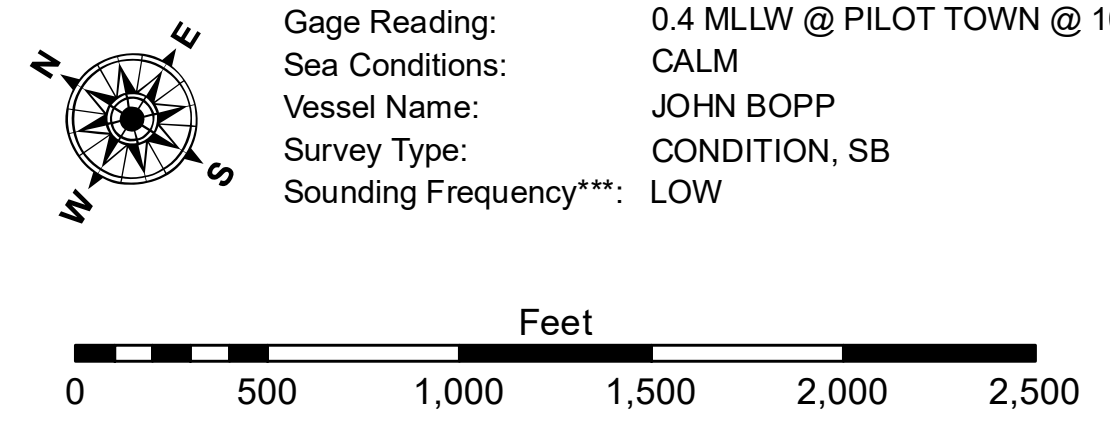 N
E
S
W
Gage Reading: 0.4 MLLW @ PILOT TOWN @
Sea Conditions: CALM
Vessel Name: JOHN BOPP
Survey Type: CONDITION, SB
Sounding Frequency***: LOW
Feet
0 500 1,000 1,500 2,000 2,500